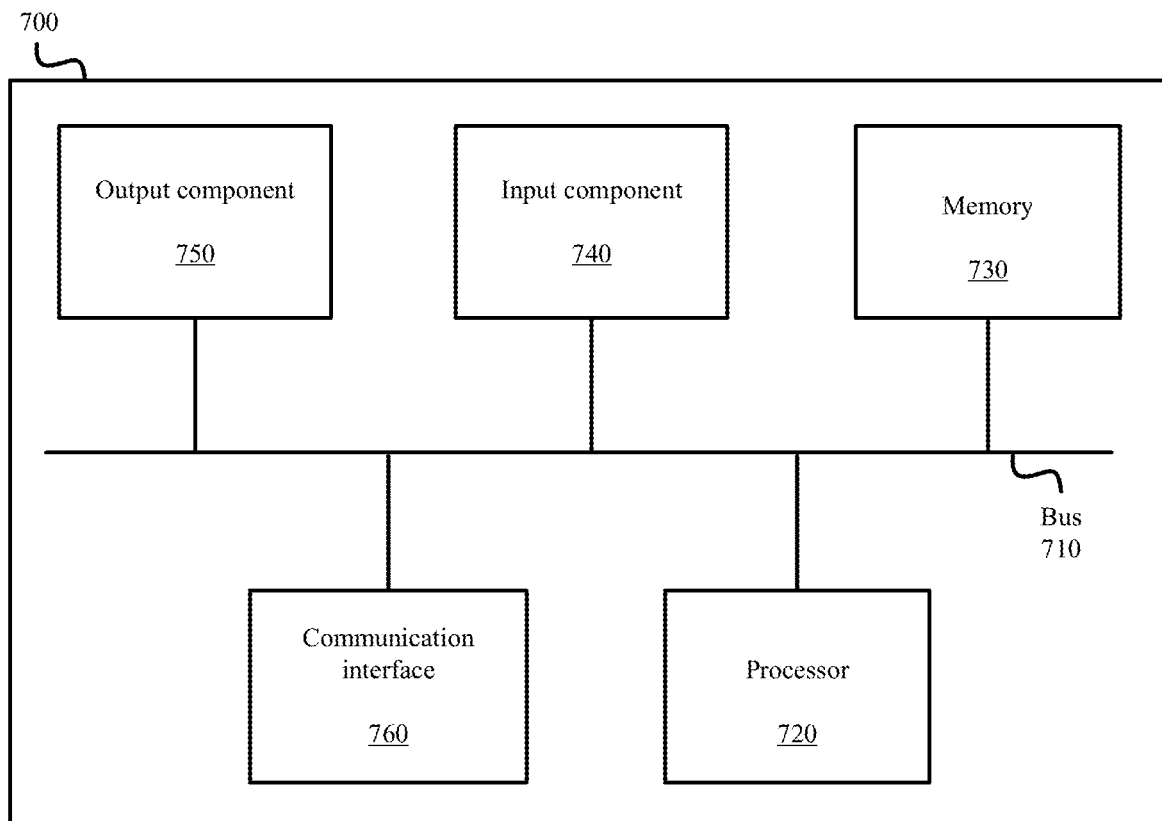 700
Output component
750
Input component
740
Memory
730
Bus
710
Communication
interface
760
Processor
720